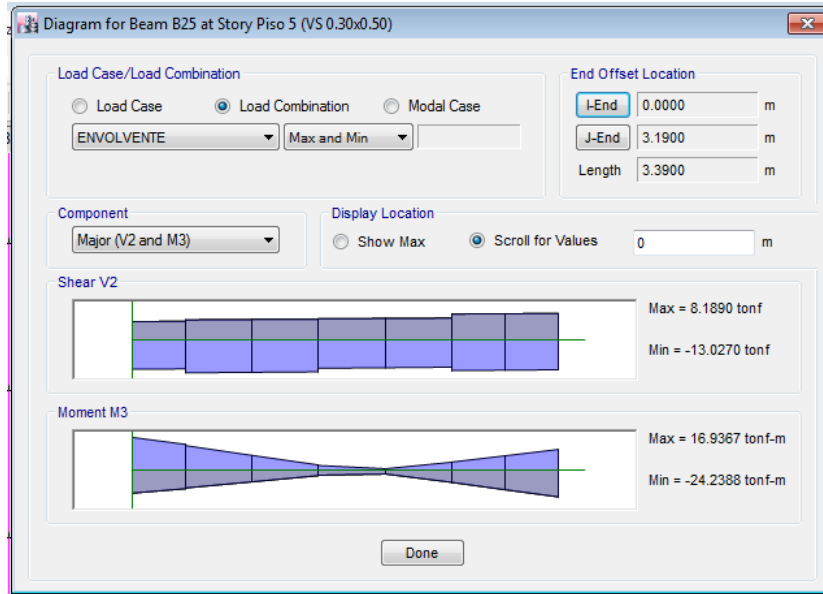 Diagram for Beam B25 at Story Piso 5 (VS 0.30x0.50)
Load Case/Load Combination
Load Case
Load Combination
Modal Case
ENVOLVENTE
Max and Min
End Offset Location
I-End
0.0000
m
J-End
3.1900
m
Length
3.3900
m
Component
Major (V2 and M3)
Display Location
Show Max
Scroll for Values
0
m
Shear V2
Max = 8.1890 tonf
Min = -13.0270 tonf
Moment M3
Max = 16.9367 tonf-m
Min = -24.2388 tonf-m
Done